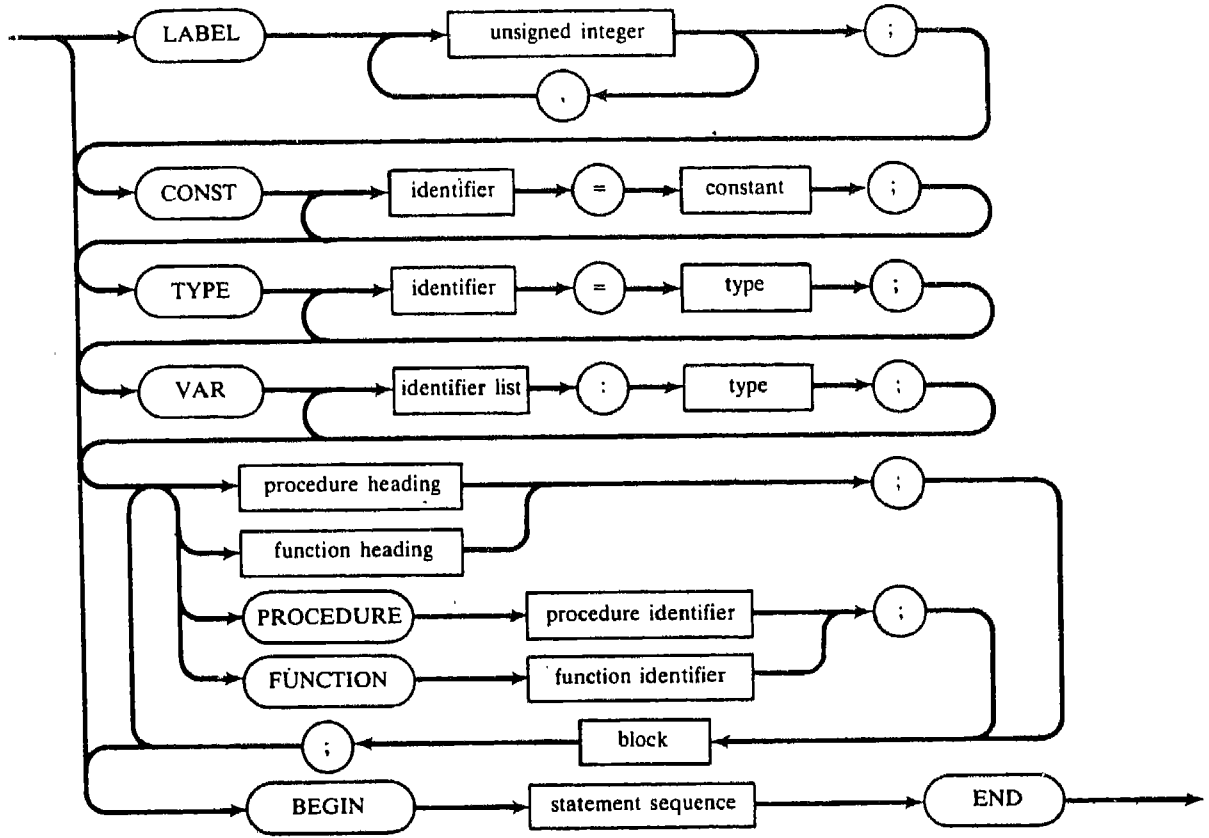 LABEL unsigned integer ;
,
CONST identifier = constant ;
TYPE identifier = type ;
VAR identifier list : type ;
procedure heading ;
function heading
PROCEDURE procedure identifier ;
FUNCTION function identifier
; block
BEGIN statement sequence END